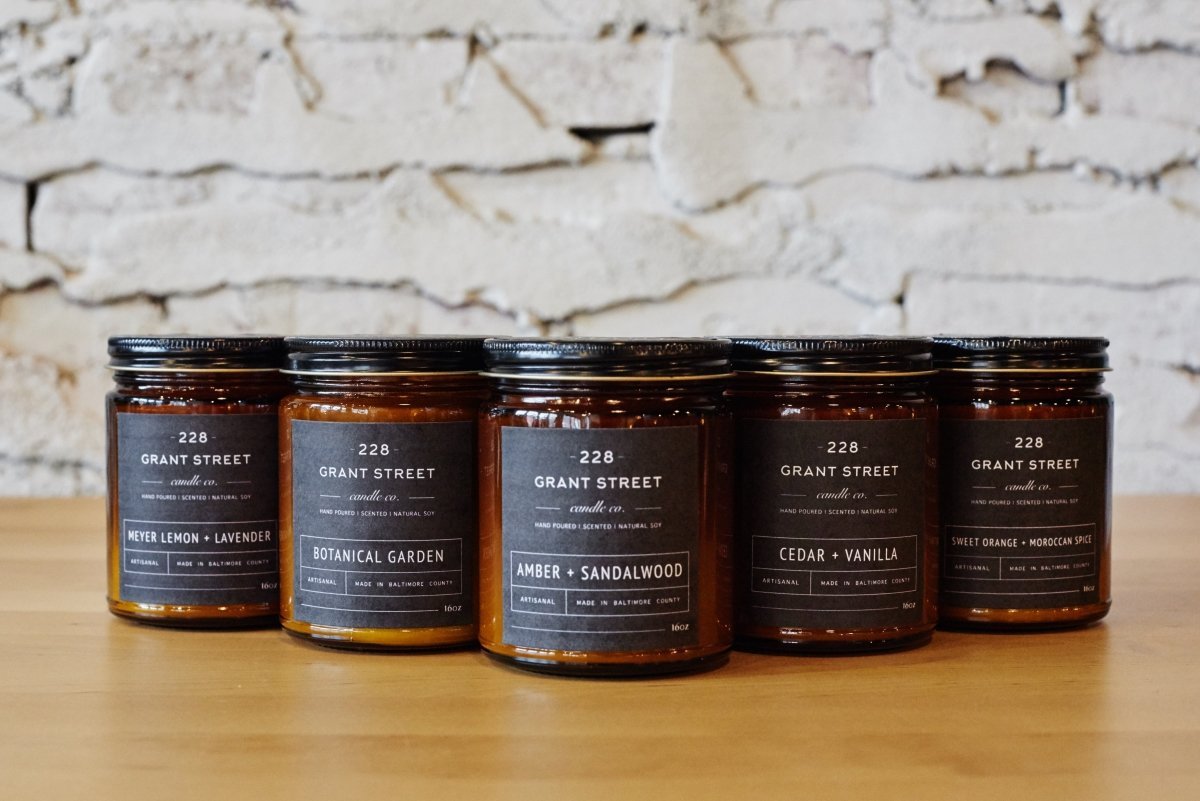 - 228 -
GRANT STREET
candle co.
HAND POURED | SCENTED | NATURAL SOY
MEYER LEMON + LAVENDER
ARTISANAL
MADE IN BALTIMORE COUNTY
16oz
- 228 -
GRANT STREET
candle co.
HAND POURED | SCENTED | NATURAL SOY
BOTANICAL GARDEN
ARTISANAL
MADE IN BALTIMORE COUNTY
16oz
- 228 -
GRANT STREET
candle co.
HAND POURED | SCENTED | NATURAL SOY
AMBER + SANDALWOOD
ARTISANAL
MADE IN BALTIMORE COUNTY
16oz
- 228 -
GRANT STREET
candle co.
HAND POURED | SCENTED | NATURAL SOY
CEDAR + VANILLA
ARTISANAL
MADE IN BALTIMORE COUNTY
16oz
- 228 -
GRANT STREET
candle co.
HAND POURED | SCENTED | NATURAL SOY
SWEET ORANGE + MOROCCAN SPICE
ARTISANAL
MADE IN BALTIMORE COUNTY
16oz